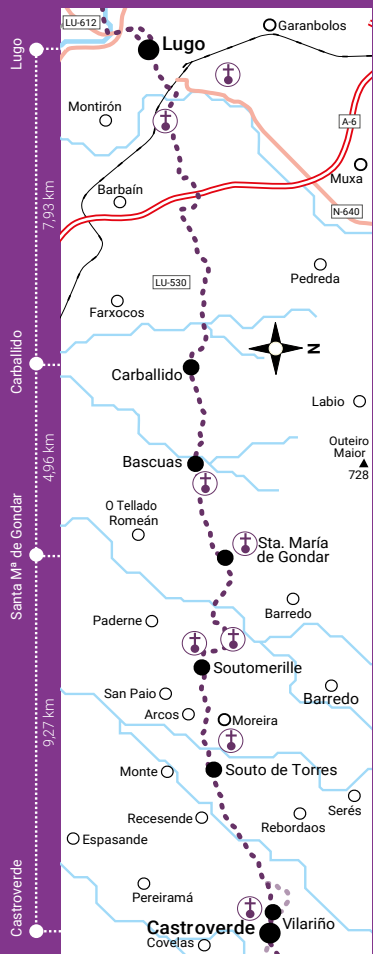 LU-612
Lugo
Garanbolos
Lugo
Montirón
A-6
Muxa
Barbaín
7,93 km
N-640
Pedreda
LU-530
Farxocos
N
Carballido
Carballido
Labio
Outeiro
Maior
728
Bascuas
4,96 km
O Tellado
Romeán
Sta. María
de Gondar
Santa Mª de Gondar
Barredo
Paderne
Soutomerille
Barredo
San Paio
Arcos
Moreira
9,27 km
Monte
Souto de Torres
Serés
Recesende
Rebordaos
Espasande
Pereiramá
Castroverde
Vilariño
Castroverde
Covelas